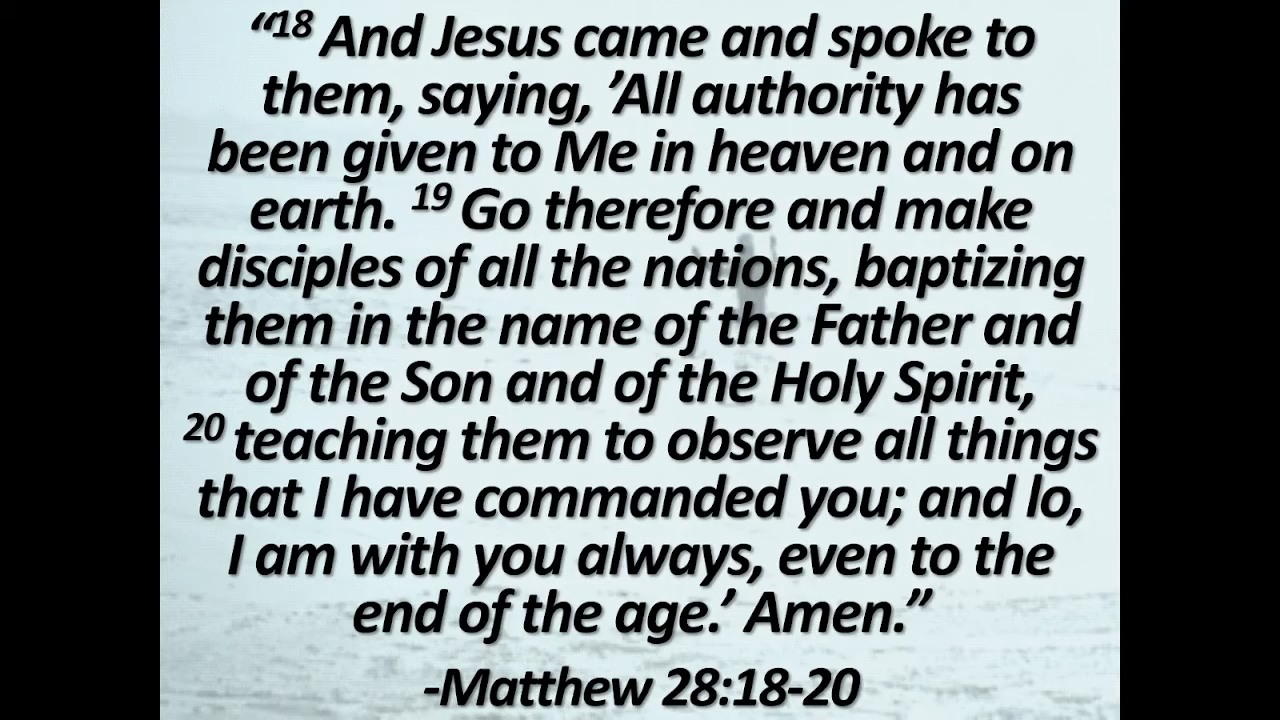 “18 And Jesus came and spoke to
them, saying, ’All authority has
been given to Me in heaven and on
earth. 19 Go therefore and make
disciples of all the nations, baptizing
them in the name of the Father and
of the Son and of the Holy Spirit,
20 teaching them to observe all things
that I have commanded you; and lo,
I am with you always, even to the
end of the age.’ Amen.”
-Matthew 28:18-20